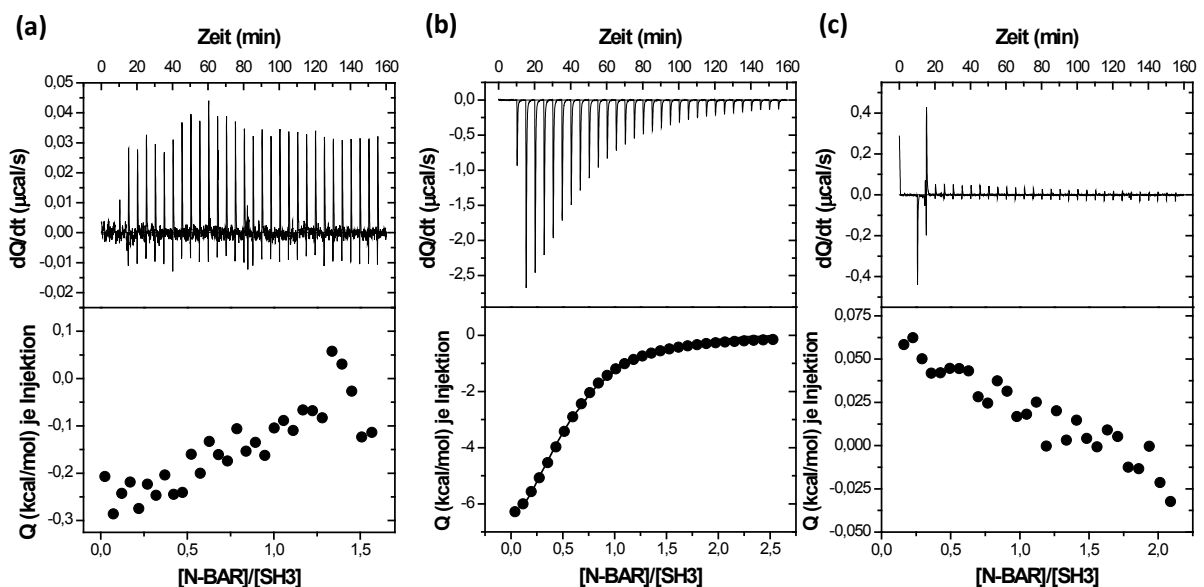 (a)
Zeit (min)
0 20 40 60 80 100 120 140 160
0,05
0,04
0,03
0,02
0,01
0,00
-0,01
-0,02
dQ/dt (µcal/s)
0,1
0,0
-0,1
-0,2
-0,3
Q (kcal/mol) je Injektion
0,0 0,5 1,0 1,5
[N-BAR]/[SH3]
(b)
Zeit (min)
0 20 40 60 80 100 120 140 160
0,0
-0,5
-1,0
-1,5
-2,0
-2,5
dQ/dt (µcal/s)
0
-2
-4
-6
Q (kcal/mol) je Injektion
0,0 0,5 1,0 1,5 2,0 2,5
[N-BAR]/[SH3]
(c)
Zeit (min)
0 20 40 60 80 100 120 140 160
0,4
0,2
0,0
-0,2
-0,4
dQ/dt (µcal/s)
0,075
0,050
0,025
0,000
-0,025
-0,050
Q (kcal/mol) je Injektion
0,0 0,5 1,0 1,5 2,0
[N-BAR]/[SH3]